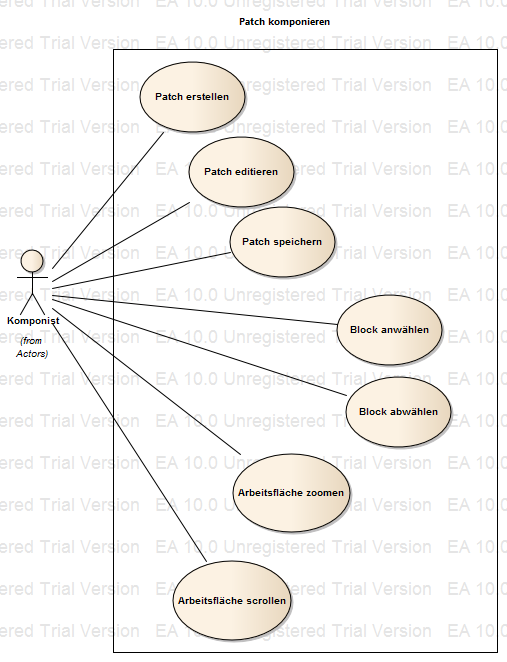 Patch komponieren
EA 10.0 Unregistered Trial Version
Patch erstellen
Patch editieren
Patch speichern
Komponist
(from
Actors)
Block anwählen
Block abwählen
Arbeitsfläche zoomen
Arbeitsfläche scrollen